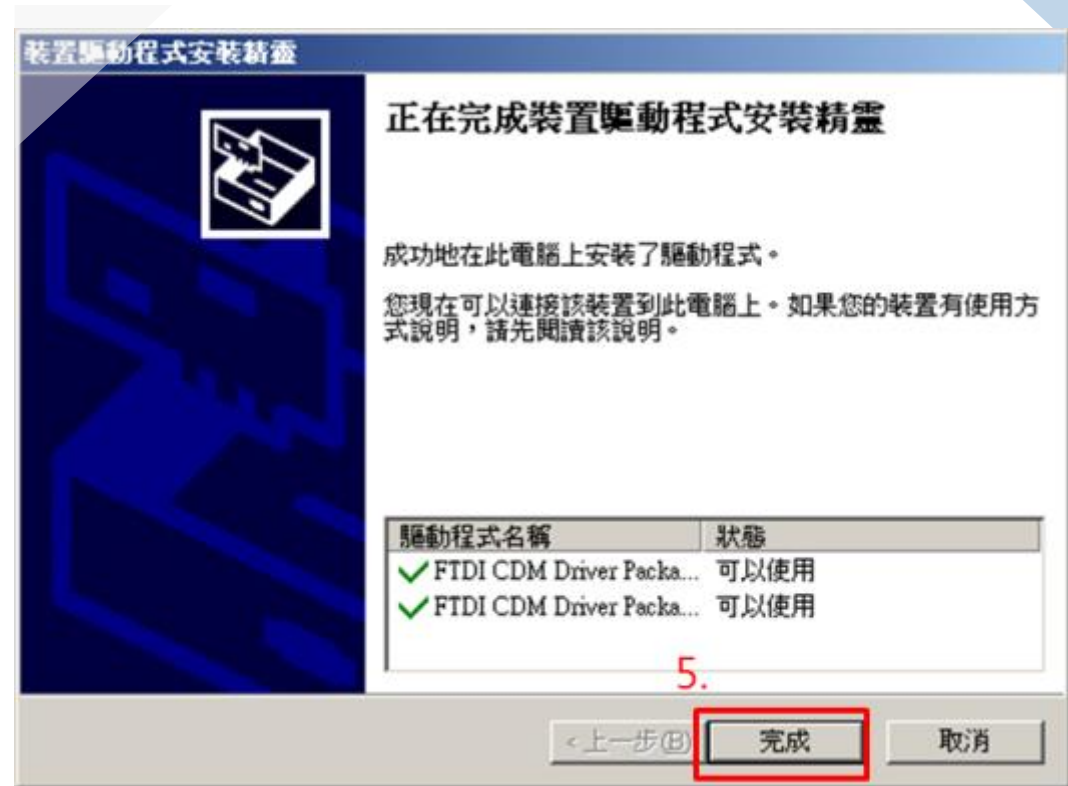 裝置驅動程式安裝精靈
正在完成裝置驅動程式安裝精靈
成功地在此電腦上安裝了驅動程式。
您現在可以連接該裝置到此電腦上。如果您的裝置有使用方
式說明，請先閱讀該說明。
驅動程式名稱 狀態
FTDI CDM Driver Packa... 可以使用
FTDI CDM Driver Packa... 可以使用
5.
<上一步(B) 完成 取消